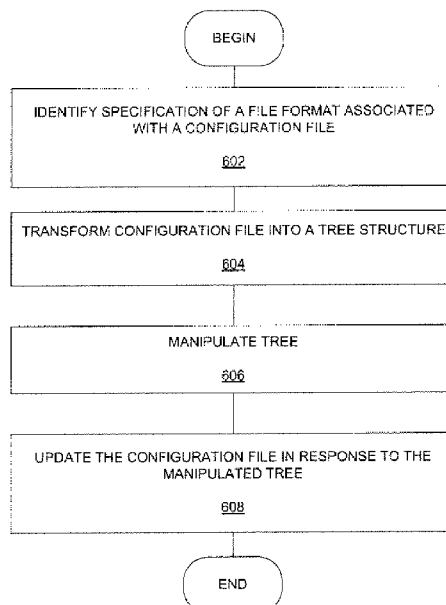 BEGIN
IDENTIFY SPECIFICATION OF A FILE FORMAT ASSOCIATED
WITH A CONFIGURATION FILE
602
TRANSFORM CONFIGURATION FILE INTO A TREE STRUCTURE
604
MANIPULATE TREE
606
UPDATE THE CONFIGURATION FILE IN RESPONSE TO THE
MANIPULATED TREE
608
END